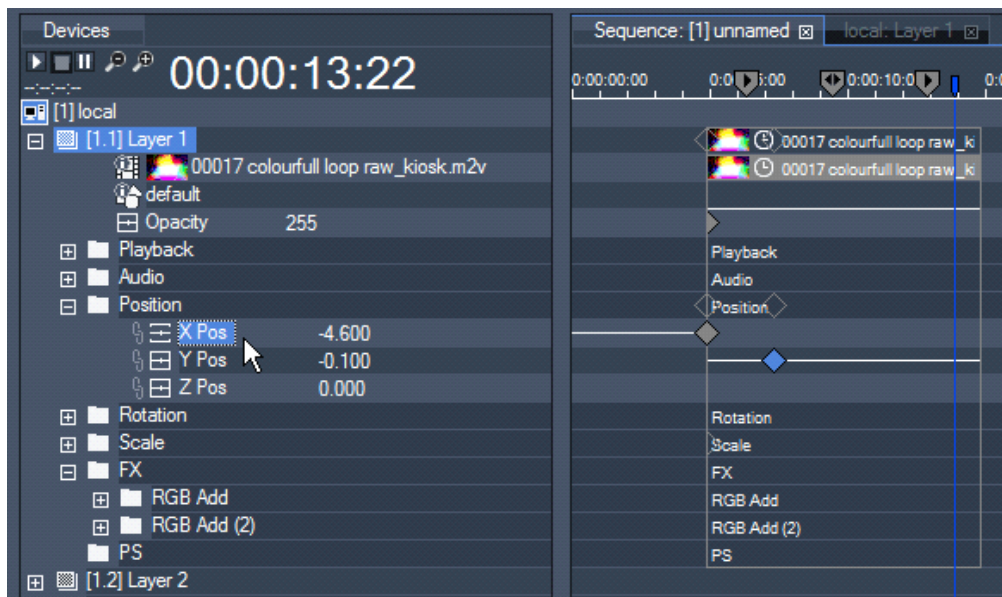 Devices
Sequence: [1] unnamed
local: Layer 1
00:00:13:22
--:--:--:--
0:00:00:00
0:00:10:0
[1] local
[1.1] Layer 1
00017 colourfull loop raw_ki
00017 colourfull loop raw_kiosk.m2v
00017 colourfull loop raw_ki
default
Opacity 255
Playback
Playback
Audio
Audio
Position
Position
X Pos -4.600
Y Pos -0.100
Z Pos 0.000
Rotation
Rotation
Scale
Scale
FX
FX
RGB Add
RGB Add
RGB Add (2)
RGB Add (2)
PS
PS
[1.2] Layer 2